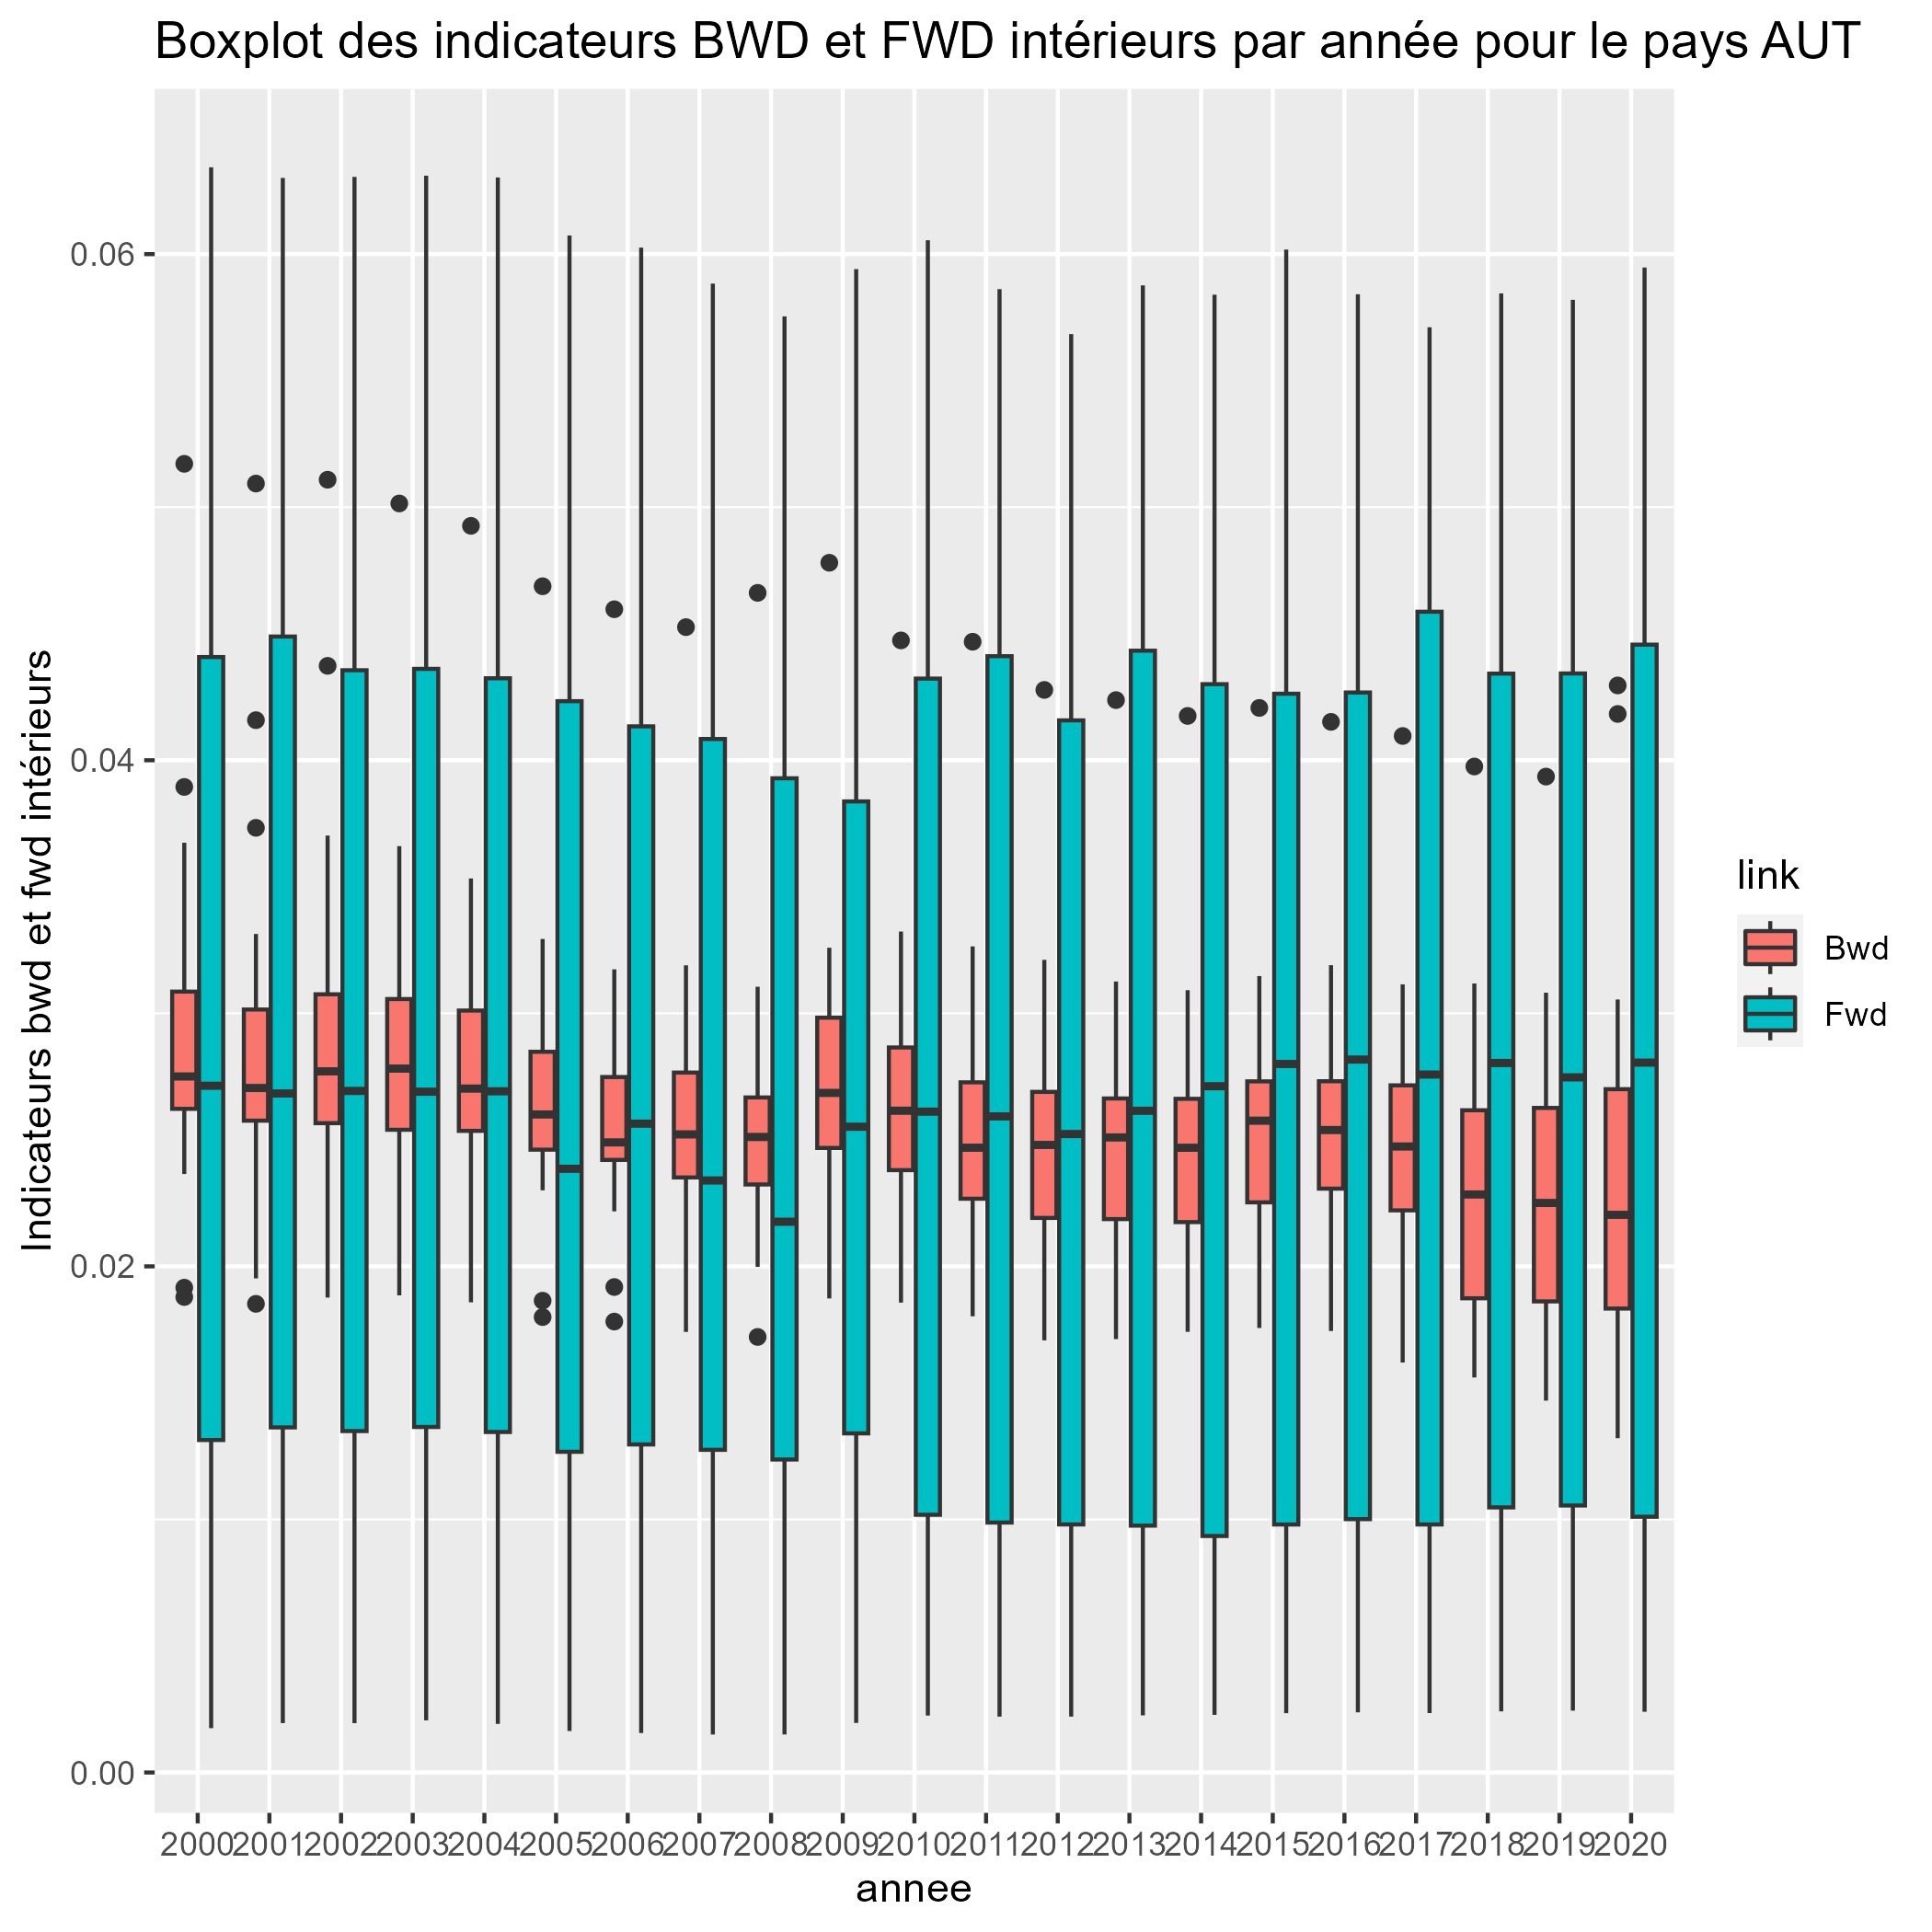 Boxplot des indicateurs BWD et FWD intérieurs par année pour le pays AUT
Indicateurs bwd et fwd intérieurs
0.06
0.04
0.02
0.00
2000 2001 2002 2003 2004 2005 2006 2007 2008 2009 2010 2011 2012 2013 2014 2015 2016 2017 2018 2019 2020
annee
link
Bwd
Fwd